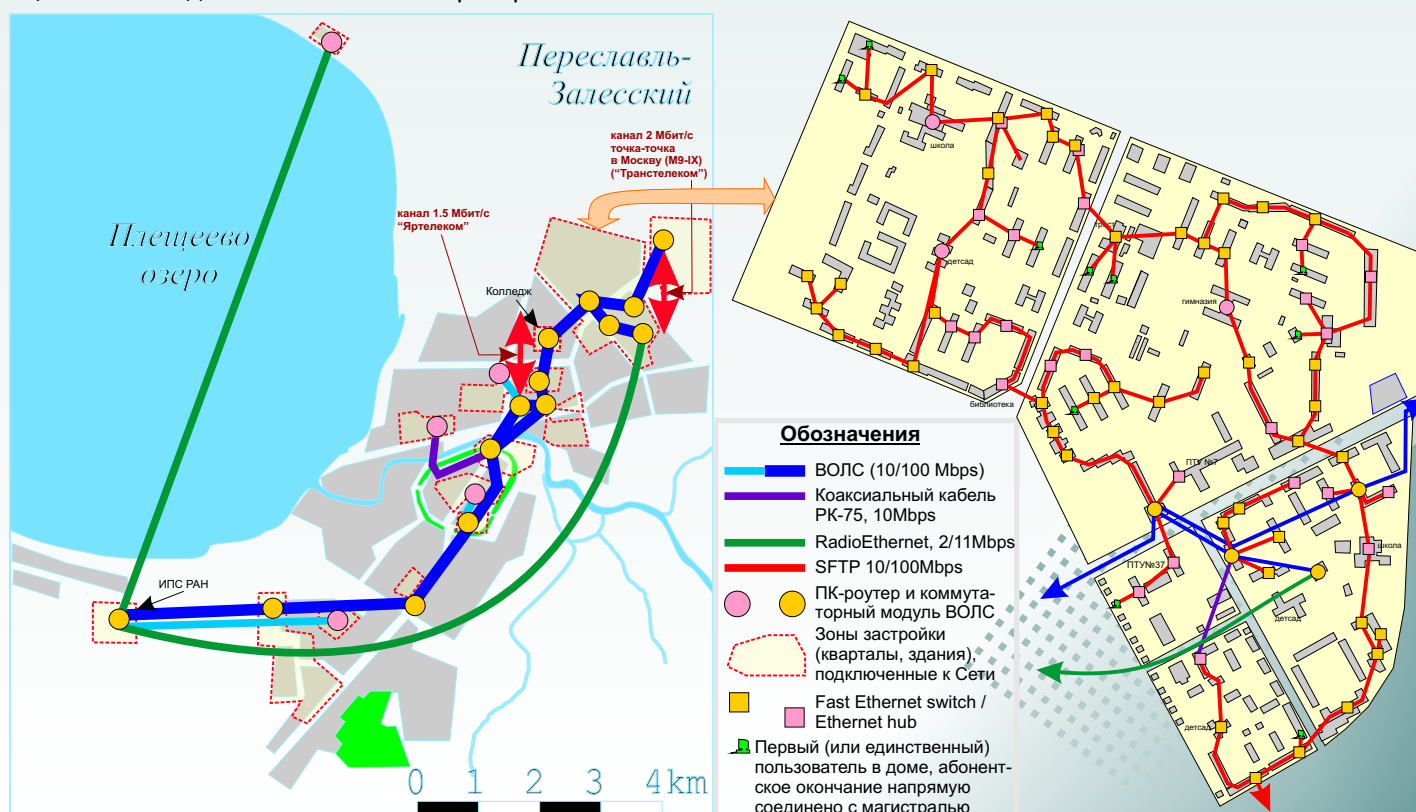 Переславль-
Залесский
канал 2 Мбит/с
точка-точка
в Москву (М9-IX)
(“Транстелеком”)
канал 1.5 Мбит/с
“Яртелеком”
Плещеево
озеро
Колледж
ИПС РАН
0 1 2 3 4 km
школа
детсад
гимназия
библиотека
ПТУ №7
ПТУ№37
школа
детсад
детсад
Обозначения
ВОЛС (10/100 Mbps)
Коаксиальный кабель
РК-75, 10Mbps
RadioEthernet, 2/11Mbps
SFTP 10/100Mbps
ПК-роутер и коммута-
торный модуль ВОЛС
Зоны застройки
(кварталы, здания),
подключенные к Сети
Fast Ethernet switch /
Ethernet hub
Первый (или единственный)
пользователь в доме, абонент-
ское окончание напрямую
соединено с магистралью